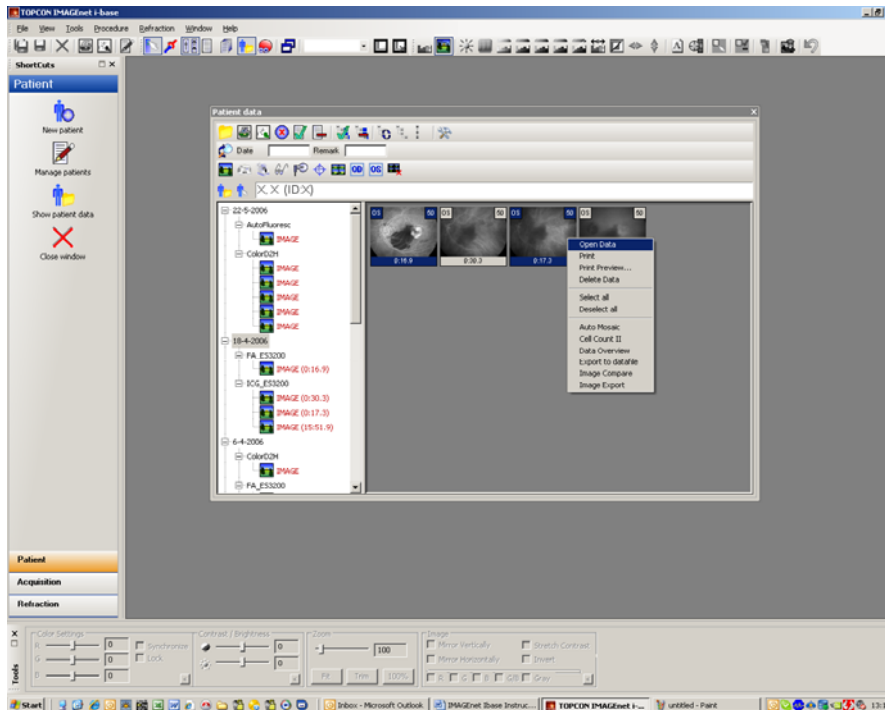 TOPCON IMAGEnet i-base
File View Tools Procedure Refraction Window Help
ShortCuts
Patient
New patient
Manage patients
Show patient data
Close window
Patient
Acquisition
Refraction
Patient data
Date Remark
OD OS
X, X (ID:X)
22-5-2006
AutoFluoresc
IMAGE
ColorD2H
IMAGE
IMAGE
IMAGE
IMAGE
IMAGE
18-4-2006
FA_ES3200
IMAGE (0:16.9)
ICG_ES3200
IMAGE (0:30.3)
IMAGE (0:17.3)
IMAGE (15:51.9)
6-4-2006
ColorD2H
IMAGE
FA_ES3200
OS 50 OS 50 OS 50 OS 50
0:16.9 0:30.3 0:17.3
Open Data
Print
Print Preview...
Delete Data
Select all
Deselect all
Auto Mosaic
Cell Count II
Data Overview
Export to datafile
Image Compare
Image Export
Tools
Color Settings
R 0
G 0
B 0
Synchronize
Lock
Contrast / Brightness
0
0
Zoom
100
Fit Trim 100%
Image
Mirror Vertically Stretch Contrast
Mirror Horizontally Invert
R G B G/B Gray
Start Inbox - Microsoft Outlook IMAGEnet Ibase Instruc... TOPCON IMAGEnet i-... untitled - Paint